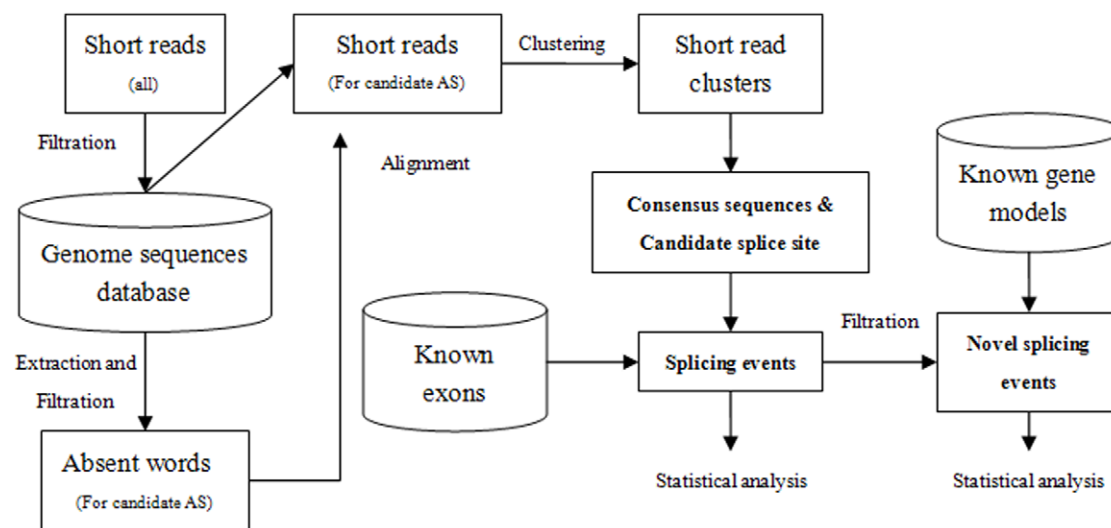 Short reads
(all)
Short reads
(For candidate AS)
Clustering
Short read
clusters
Filtration
Alignment
Known gene
models
Genome sequences
database
Consensus sequences &
Candidate splice site
Extraction and
Filtration
Known
exons
Splicing events
Filtration
Novel splicing
events
Absent words
(For candidate AS)
Statistical analysis
Statistical analysis